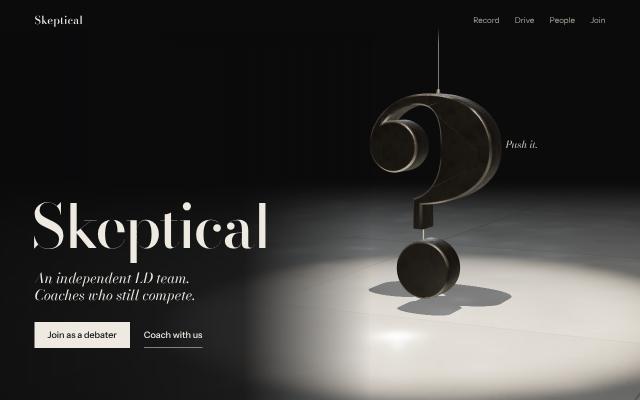 Skeptical
Record Drive People Join
Push it.
Skeptical
An independent LD team.
Coaches who still compete.
Join as a debater Coach with us